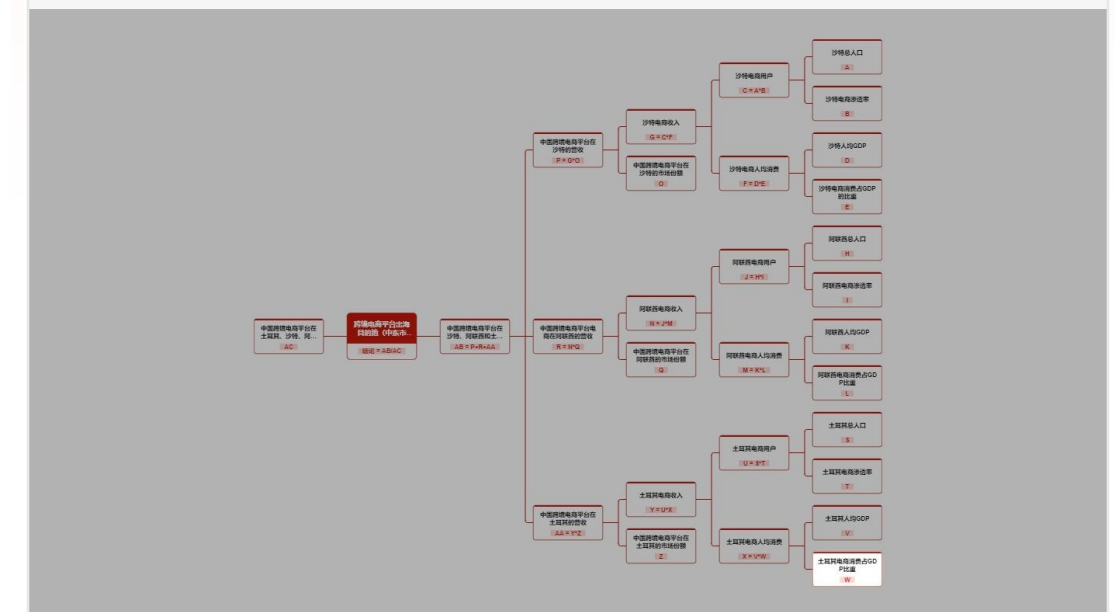 沙特总人口
A
沙特电商用户
C = A*B
沙特电商渗透率
B
沙特电商收入
G = C*F
中国跨境电商平台在
沙特的营收
P = G*O
沙特人均GDP
D
中国跨境电商平台在
沙特的市场份额
O
沙特电商人均消费
F = D*E
沙特电商消费占GDP
的比重
E
阿联酋总人口
H
阿联酋电商用户
J = H*I
阿联酋电商渗透率
I
阿联酋电商收入
N = J*M
中国跨境电商平台在
土耳其、沙特、阿...
AC
跨境电商平台出海
目的地（中东市...
结论 = AB/AC
中国跨境电商平台在
沙特、阿联酋和土...
AB = P+R+AA
中国跨境电商平台电
商在阿联酋的营收
R = N*Q
阿联酋人均GDP
K
中国跨境电商平台在
阿联酋的市场份额
Q
阿联酋电商人均消费
M = K*L
阿联酋电商消费占GD
P比重
L
土耳其总人口
S
土耳其电商用户
U = S*T
土耳其电商渗透率
T
土耳其电商收入
Y = U*X
中国跨境电商平台在
土耳其的营收
AA = Y*Z
土耳其人均GDP
V
中国跨境电商平台在
土耳其的市场份额
Z
土耳其电商人均消费
X = V*W
土耳其电商消费占GD
P比重
W